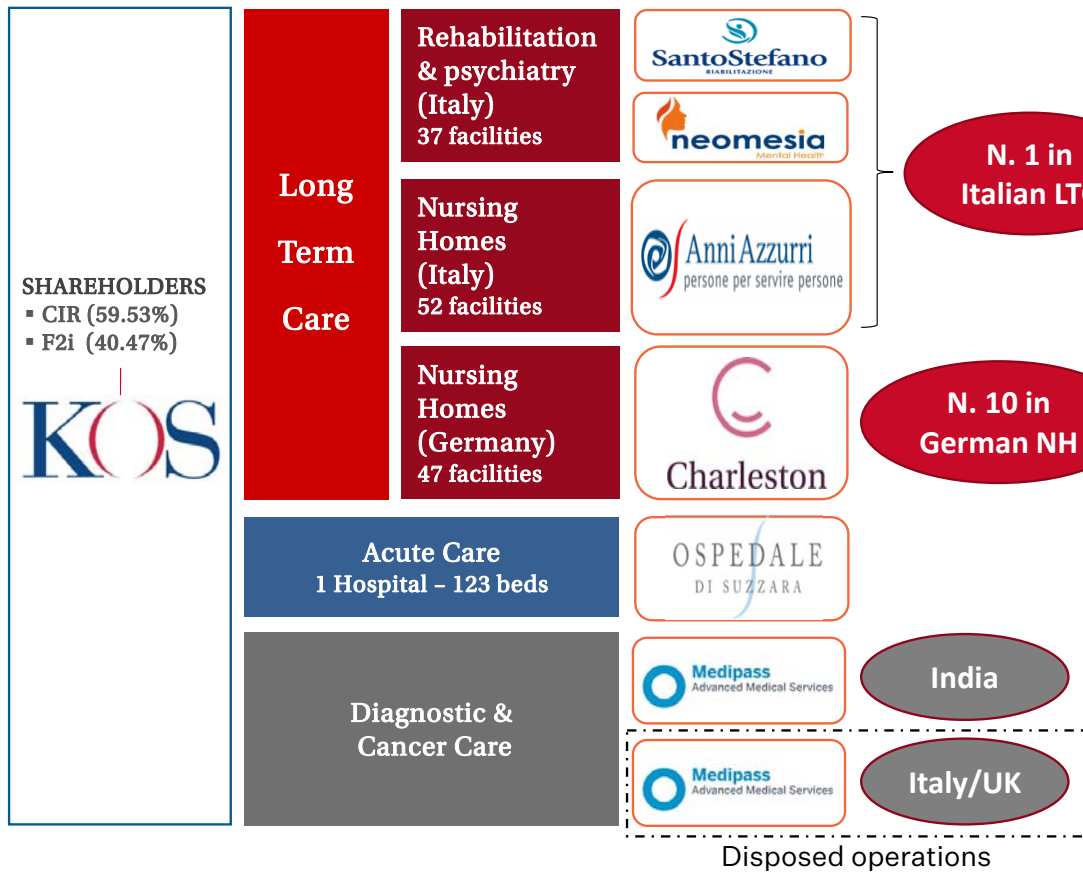 SHAREHOLDERS
▪ CIR (59.53%)
▪ F2i (40.47%)
KOS
Long
Term
Care
Rehabilitation
& psychiatry
(Italy)
37 facilities
SantoStefano
RIABILITAZIONE
neomesia
Mental Health
Nursing
Homes
(Italy)
52 facilities
Anni Azzurri
persone per servire persone
N. 1 in
Italian LT
Nursing
Homes
(Germany)
47 facilities
Charleston
N. 10 in
German NH
Acute Care
1 Hospital – 123 beds
OSPEDALE
DI SUZZARA
Diagnostic &
Cancer Care
Medipass
Advanced Medical Services
India
Medipass
Advanced Medical Services
Italy/UK
Disposed operations